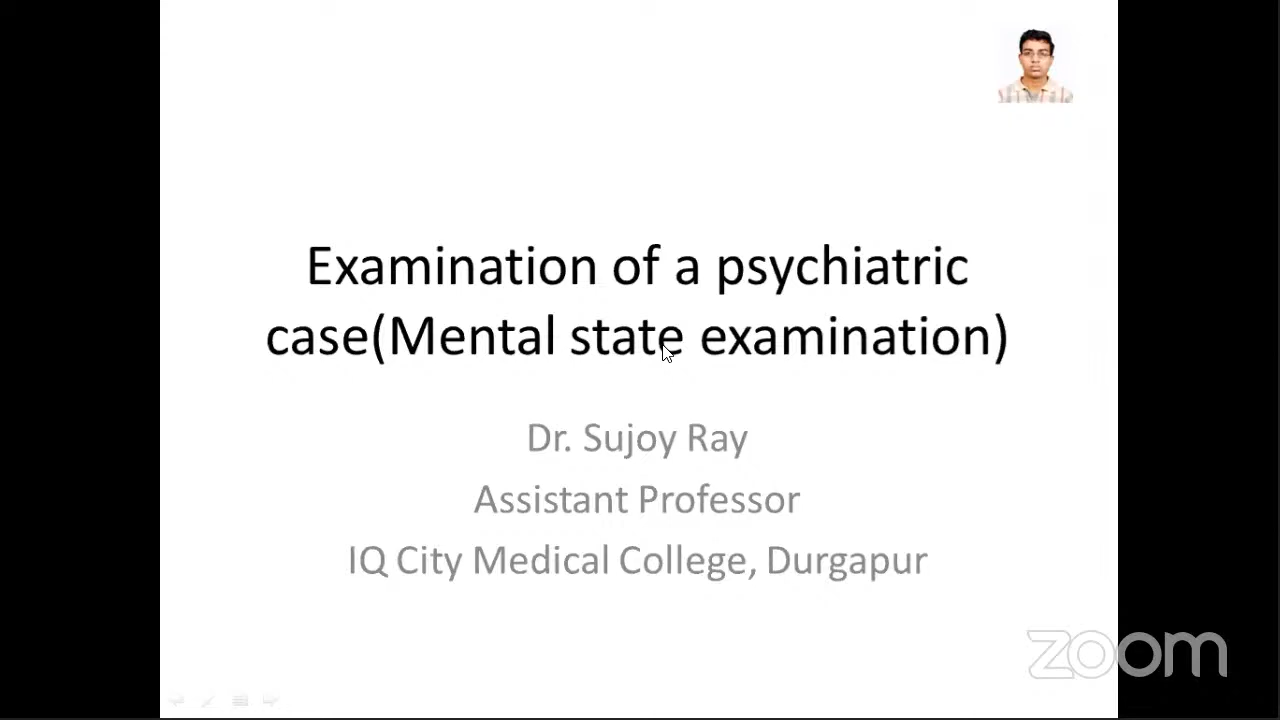 Examination of a psychiatric
case(Mental state examination)
Dr. Sujoy Ray
Assistant Professor
IQ City Medical College, Durgapur
zoom